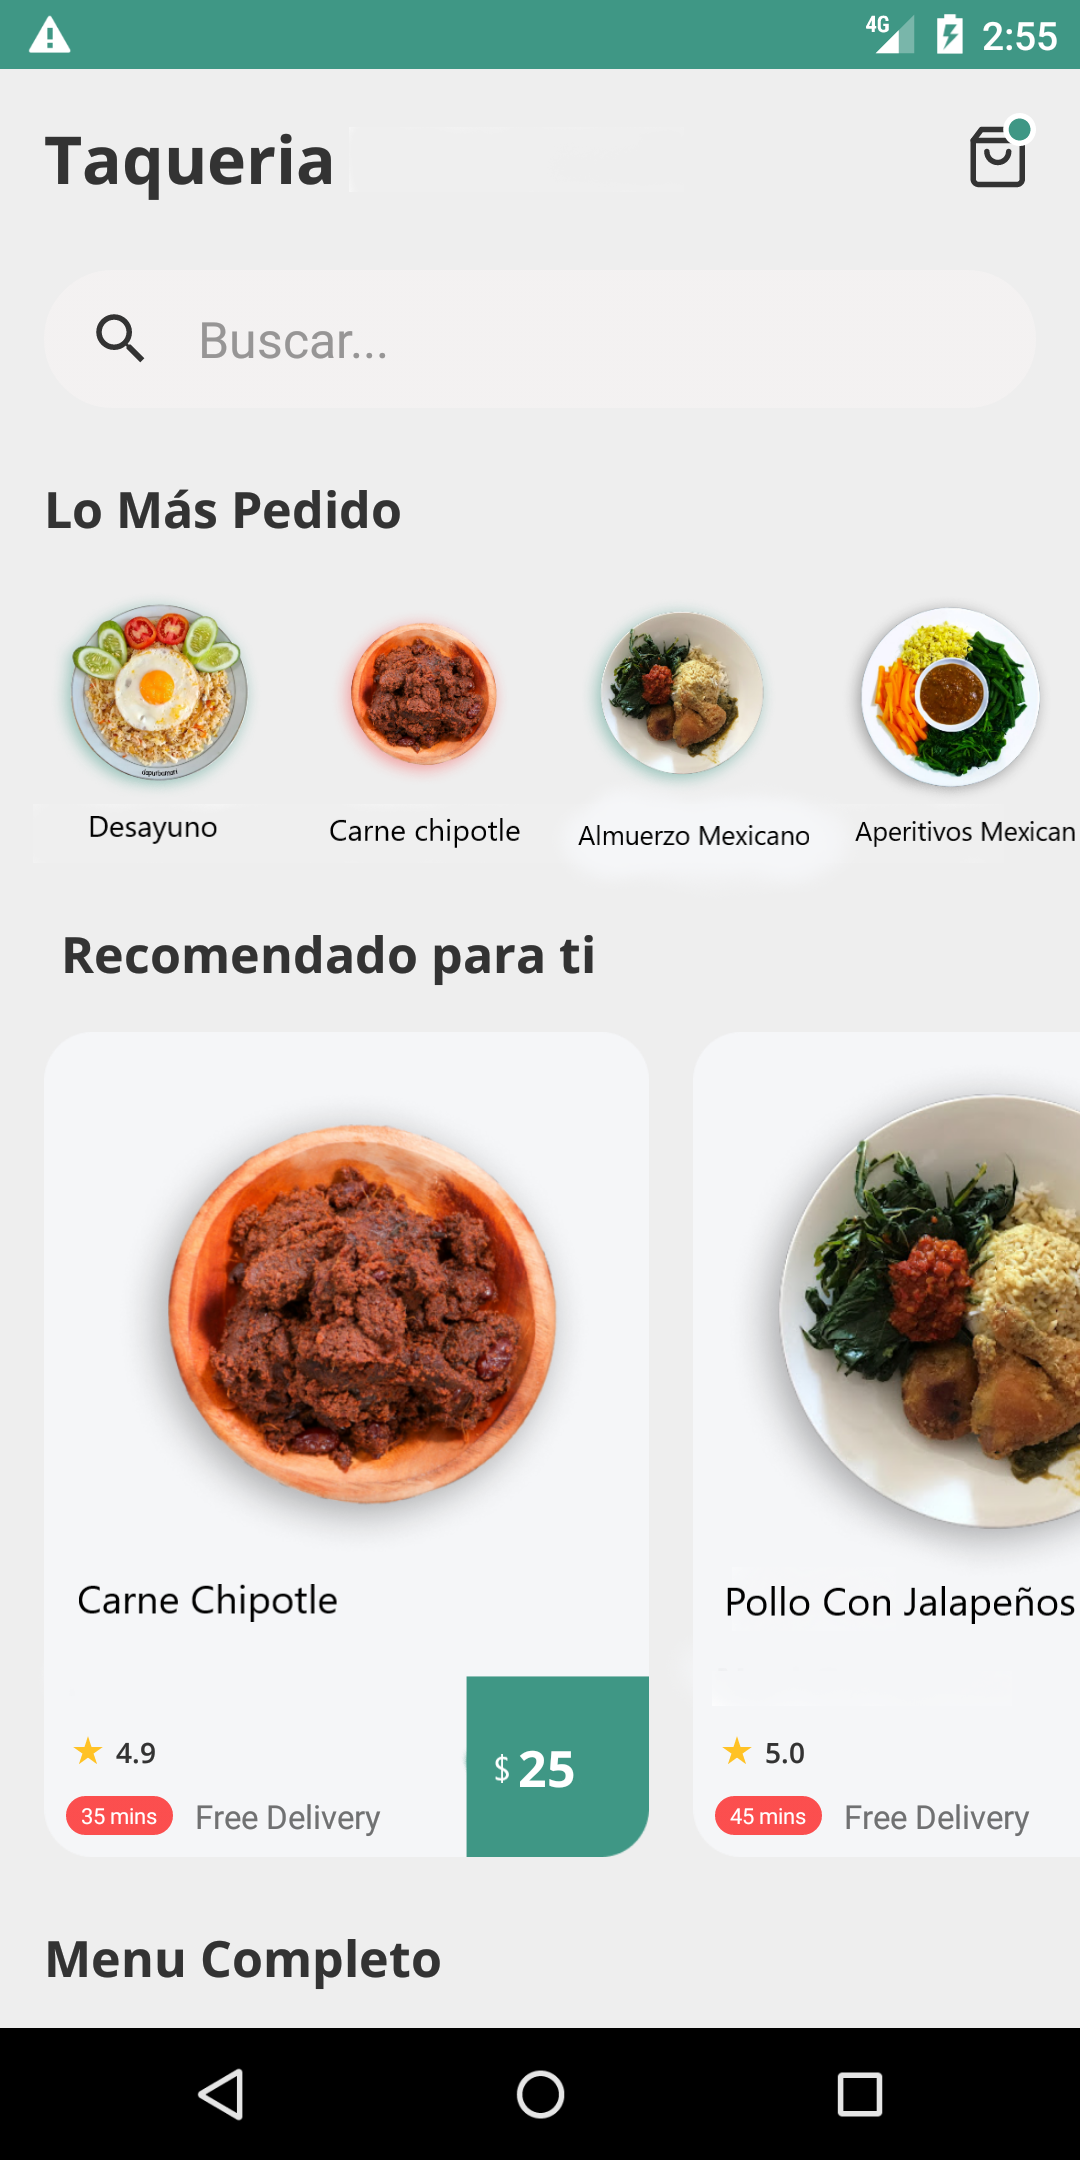 4G 2:55
Taqueria
Buscar...
Lo Más Pedido
Desayuno
Carne chipotle
Almuerzo Mexicano
Aperitivos Mexican
Recomendado para ti
Carne Chipotle
4.9
35 mins Free Delivery
$ 25
Pollo Con Jalapeños
5.0
45 mins Free Delivery
Menu Completo